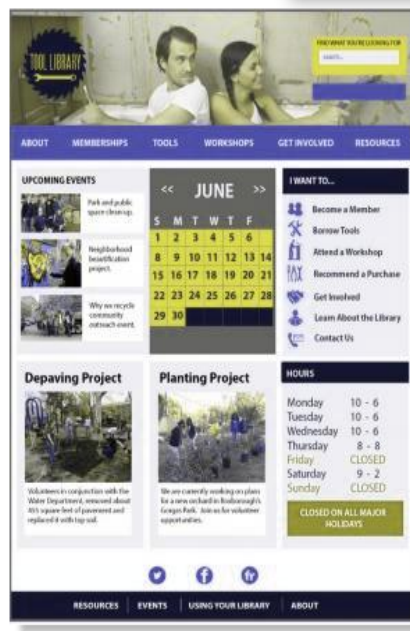 TOOL LIBRARY
FIND WHAT YOU'RE LOOKING FOR
ABOUT MEMBERSHIPS TOOLS WORKSHOPS GET INVOLVED RESOURCES
UPCOMING EVENTS
Park and public
space clean up.
Neighborhood
beautification
project.
Why we recycle
community
outreach event.
<< JUNE >>
S M T W T F
1 2 3 4 5 6
8 9 10 11 12 13 14
15 16 17 18 19 20 21
22 23 24 25 26 27 28
29 30
I WANT TO...
Become a Member
Borrow Tools
Attend a Workshop
Recommend a Purchase
Get Involved
Learn About the Library
Contact Us
Depaving Project
Volunteers in conjunction with the
Water Department, removed about
455 square feet of pavement and
replaced it with top soil.
Planting Project
We are currently working on plans
for a new orchard in Roxborough's
Gorgas Park. Join us for volunteer
opportunities.
HOURS
Monday 10 - 6
Tuesday 10 - 6
Wednesday 10 - 6
Thursday 8 - 8
Friday CLOSED
Saturday 9 - 2
Sunday CLOSED
CLOSED ON ALL MAJOR
HOLIDAYS
RESOURCES EVENTS USING YOUR LIBRARY ABOUT